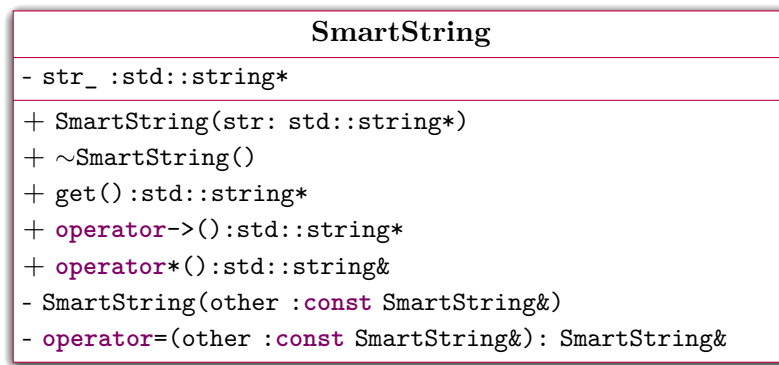 SmartString
- str_ :std::string*
+ SmartString(str: std::string*)
+ ~SmartString()
+ get():std::string*
+ operator->():std::string*
+ operator*():std::string&
- SmartString(other :const SmartString&)
- operator=(other :const SmartString&): SmartString&